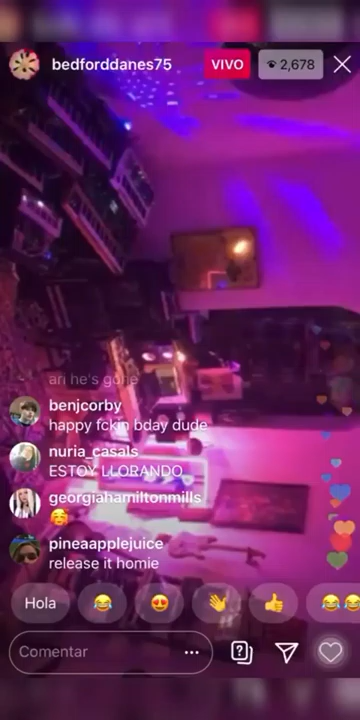 bedforddanes75
VIVO
2,678
ari he's gone
benjcorby
happy fckin bday dude
nuria_casals
ESTOY LLORANDO
georgiahamiltonmills
🥰
pineaapplejuice
release it homie
Hola 😂 😍 👋 👍 😂😂
Comentar